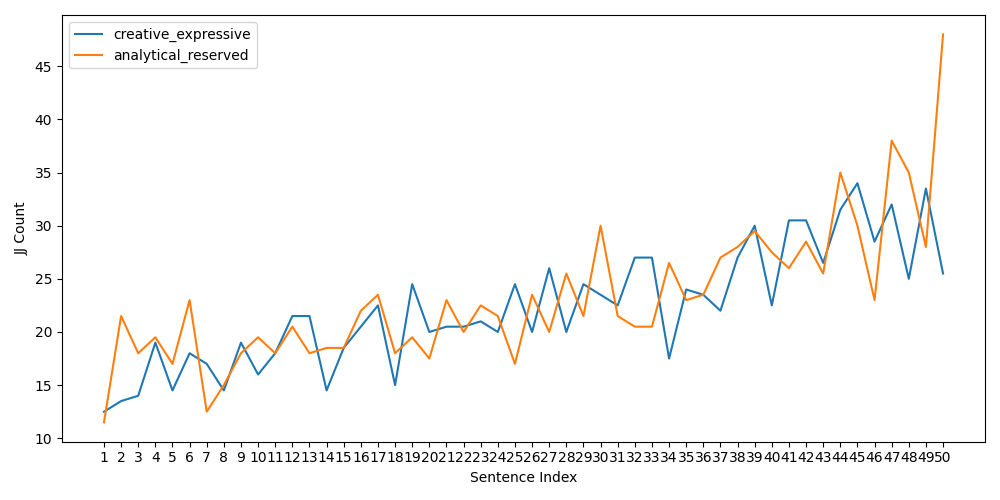 creative_expressive
analytical_reserved
45
40
35
30
25
20
15
10
JJ Count
1 2 3 4 5 6 7 8 9 10 11 12 13 14 15 16 17 18 19 20 21 22 23 24 25 26 27 28 29 30 31 32 33 34 35 36 37 38 39 40 41 42 43 44 45 46 47 48 49 50
Sentence Index